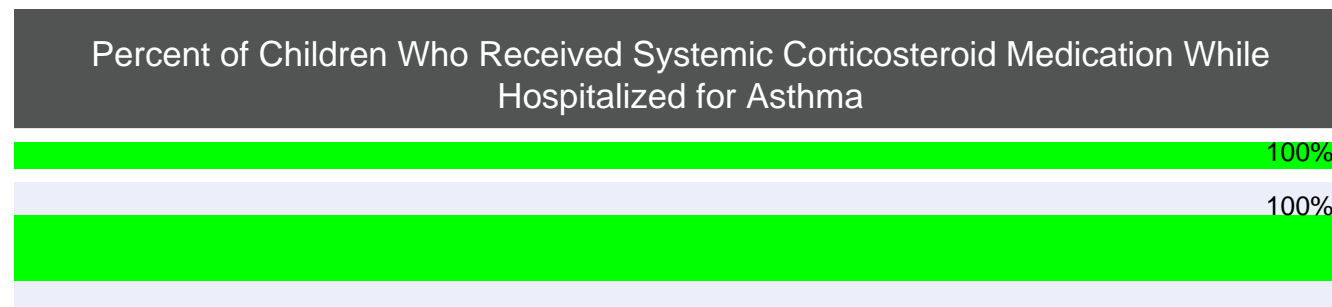 Percent of Children Who Received Systemic Corticosteroid Medication While
Hospitalized for Asthma
100%
100%